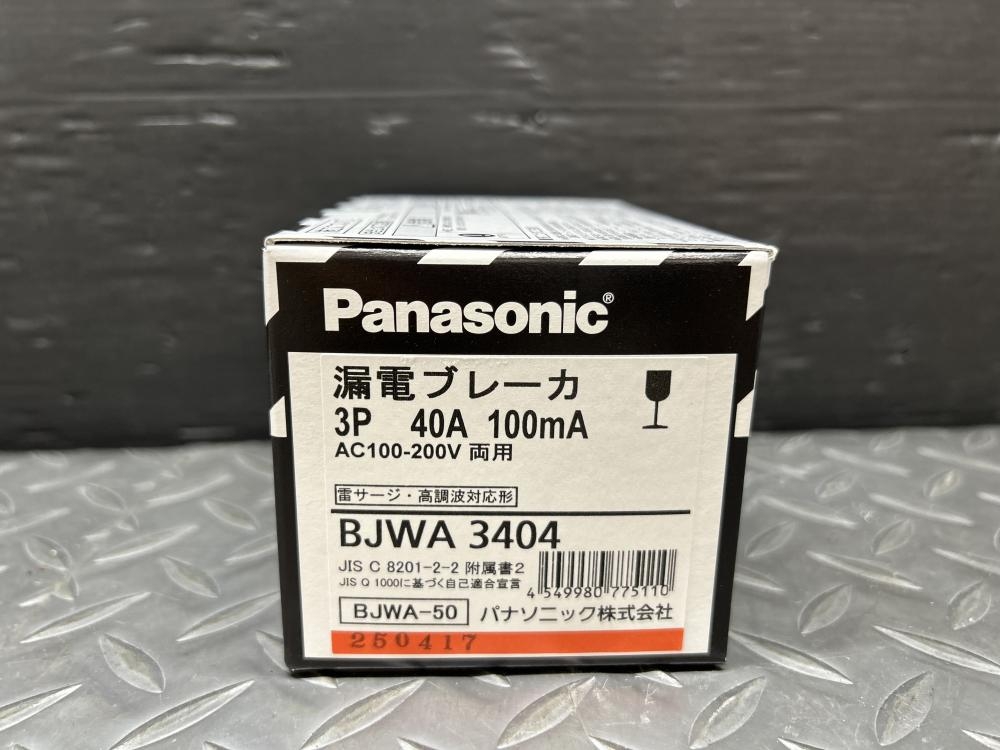 Panasonic®
漏電ブレーカ
3P 40A 100mA
AC100-200V 両用
雷サージ・高調波対応形
BJWA 3404
JIS C 8201-2-2 附属書2
JIS Q 1000に基づく自己適合宣言
4 549980 775110
BJWA-50 パナソニック株式会社
250417